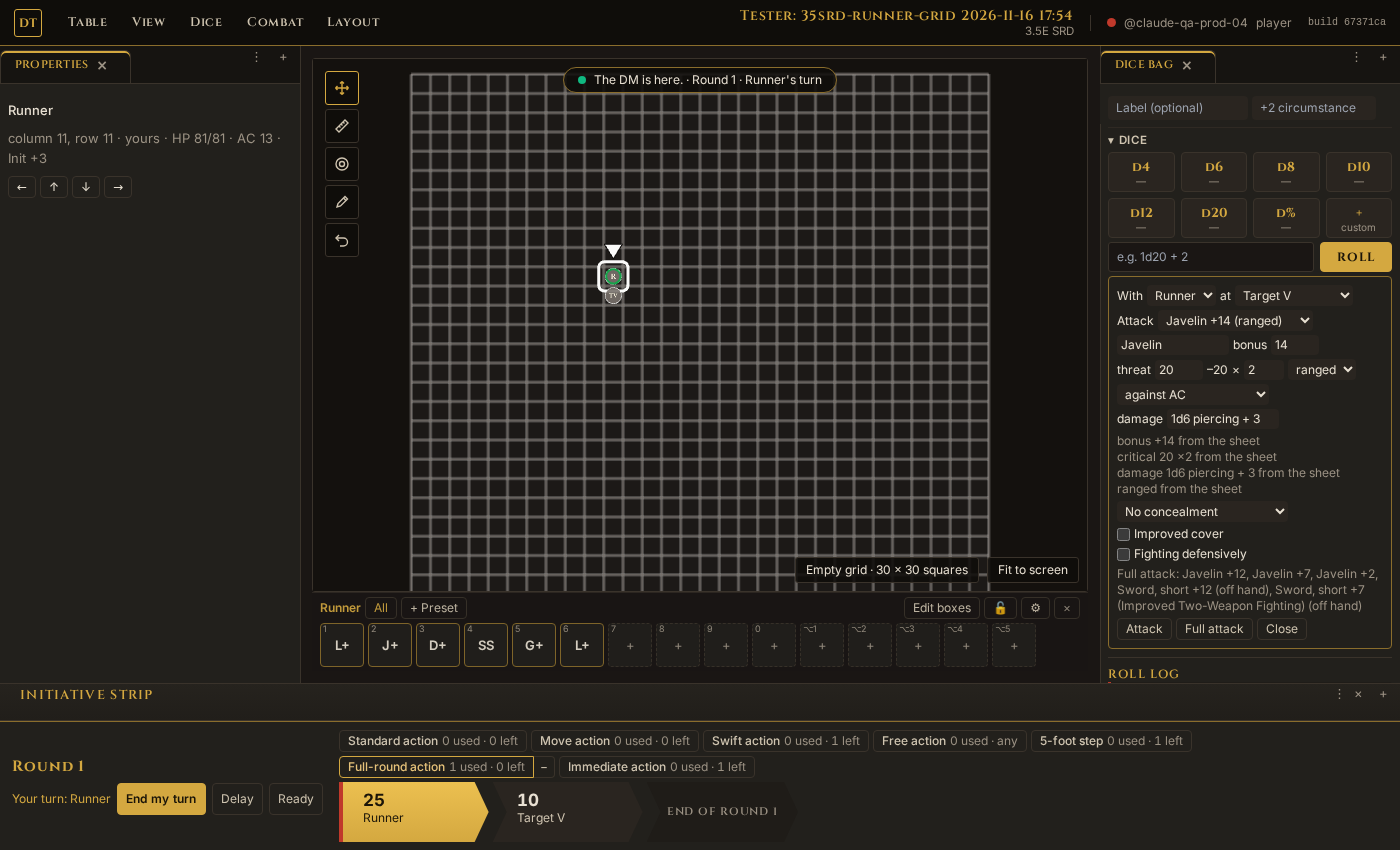 DT TABLE VIEW DICE COMBAT LAYOUT
TESTER: 35SRD-RUNNER-GRID 2026-11-16 17:54
3.5E SRD
@claude-qa-prod-04 player build 67371ca
PROPERTIES × ⋮ +
Runner
column 11, row 11 · yours · HP 81/81 · AC 13 ·
Init +3
← ↑ ↓ →
The DM is here. · Round 1 · Runner's turn
R
TV
Empty grid · 30 × 30 squares Fit to screen
Runner All + Preset Edit boxes ×
1 L+ 2 J+ 3 D+ 4 SS 5 G+ 6 L+ 7 + 8 + 9 + 0 + ⌥1 + ⌥2 + ⌥3 + ⌥4 + ⌥5 +
DICE BAG × ⋮ +
Label (optional) +2 circumstance
▾ DICE
D4 — D6 — D8 — D10 —
D12 — D20 — D% — + custom
e.g. 1d20 + 2 ROLL
With Runner at Target V
Attack Javelin +14 (ranged)
Javelin bonus 14
threat 20 –20 × 2 ranged
against AC
damage 1d6 piercing + 3
bonus +14 from the sheet
critical 20 ×2 from the sheet
damage 1d6 piercing + 3 from the sheet
ranged from the sheet
No concealment
Improved cover
Fighting defensively
Full attack: Javelin +12, Javelin +7, Javelin +2,
Sword, short +12 (off hand), Sword, short +7
(Improved Two-Weapon Fighting) (off hand)
Attack Full attack Close
ROLL LOG
INITIATIVE STRIP ⋮ × +
ROUND 1
Your turn: Runner End my turn Delay Ready
Standard action 0 used · 0 left Move action 0 used · 0 left Swift action 0 used · 1 left Free action 0 used · any 5-foot step 0 used · 1 left
Full-round action 1 used · 0 left − Immediate action 0 used · 1 left
25 Runner
10 Target V
END OF ROUND 1